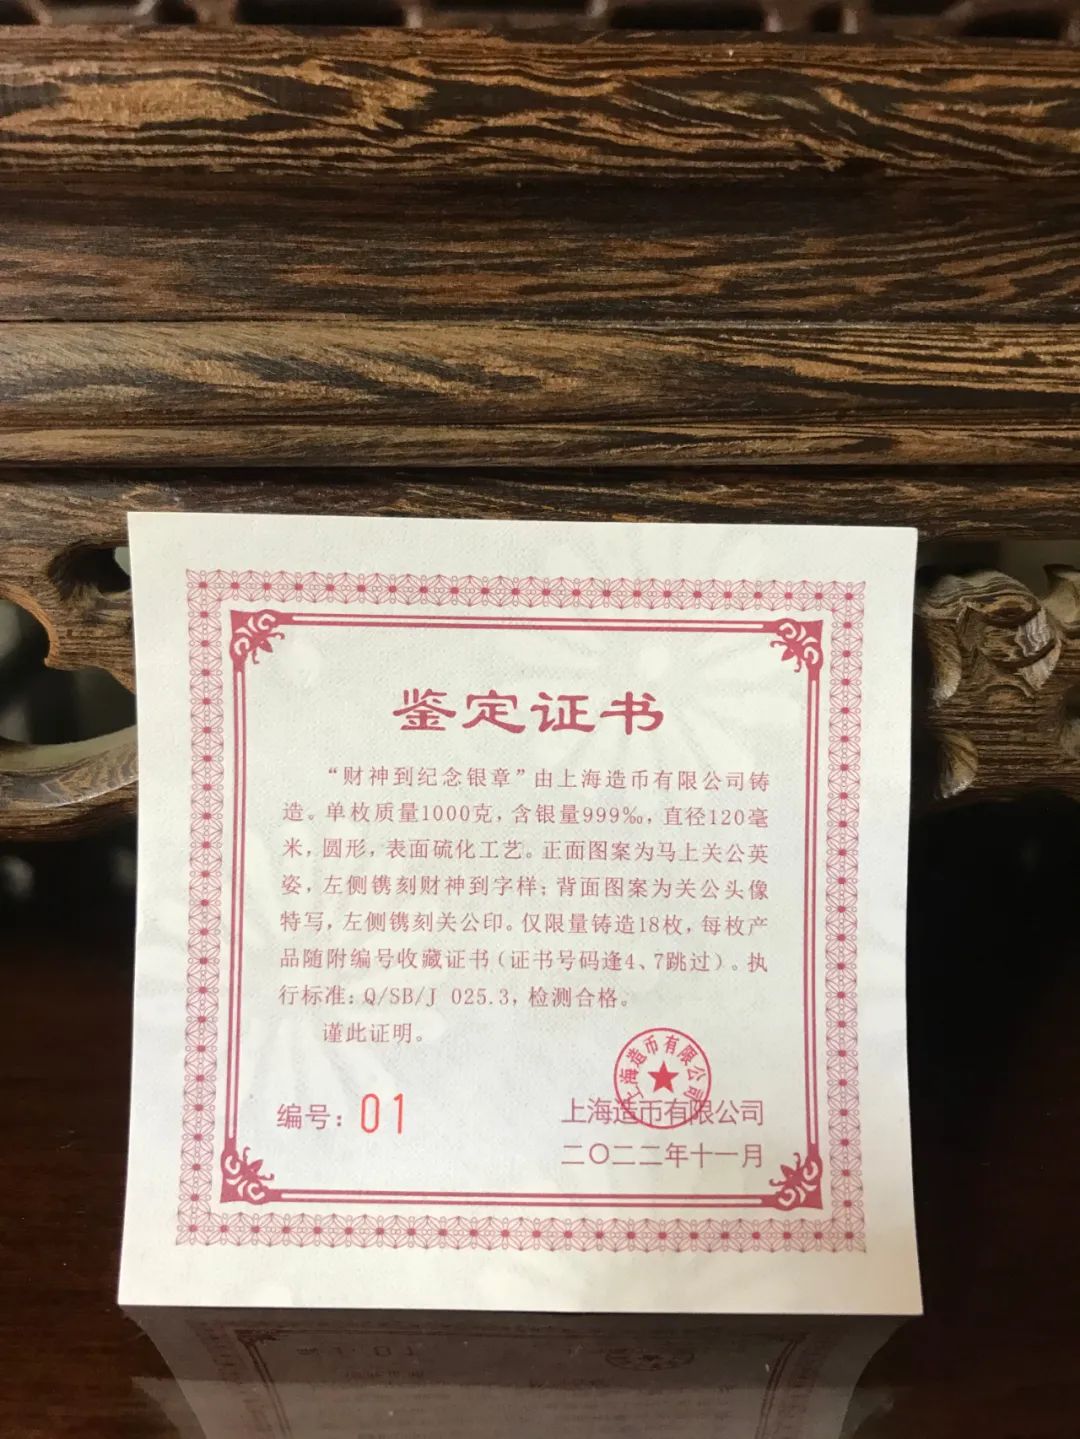 鉴定证书
“财神到纪念银章”由上海造币有限公司铸
造。单枚质量1000克，含银量999‰，直径120毫
米，圆形，表面硫化工艺。正面图案为马上关公英
姿，左侧镌刻财神到字样；背面图案为关公头像
特写，左侧镌刻关公印。仅限量铸造18枚，每枚产
品随附编号收藏证书（证书号码逢4、7跳过）。执
行标准：Q/SB/J 025.3，检测合格。
谨此证明。
上海造币有限公司
编号：01
上海造币有限公司
二〇二二年十一月